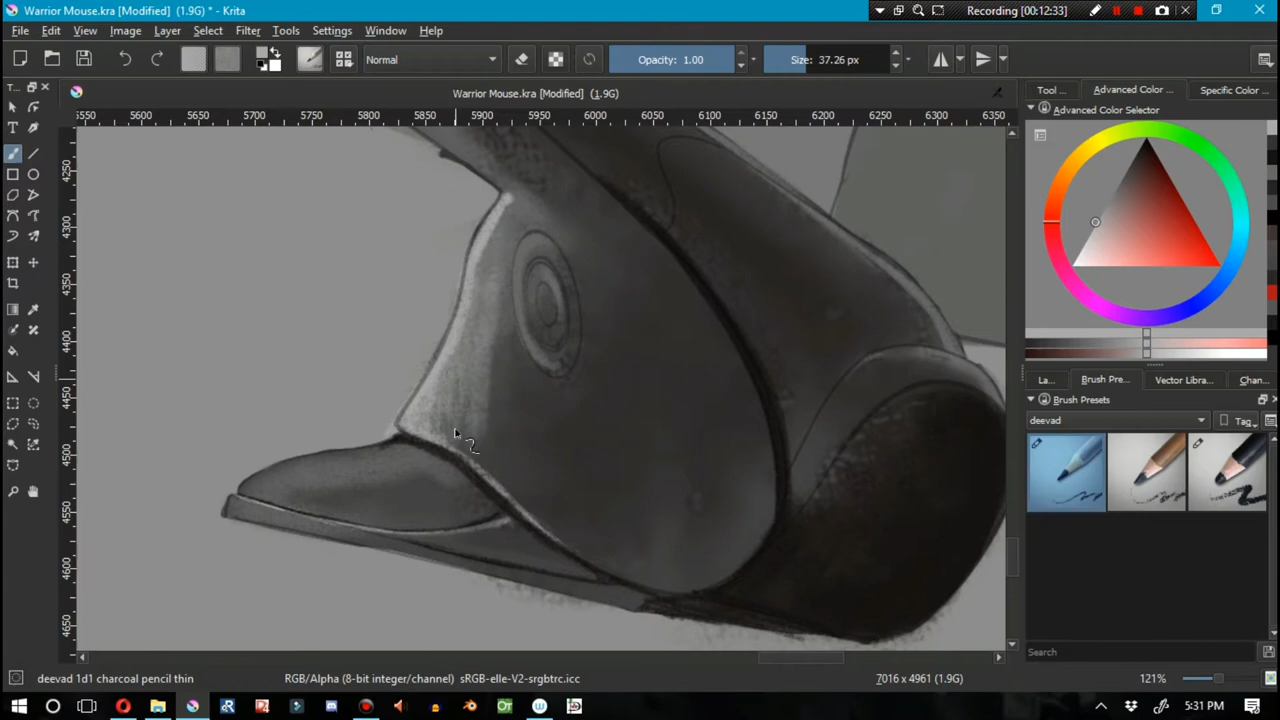 Warrior Mouse.kra [Modified] (1.9G) * - Krita
Recording [00:12:33]
File Edit View Image Layer Select Filter Tools Settings Window Help
Normal
Opacity: 1.00
Size: 37.26 px
T...
Warrior Mouse.kra [Modified] (1.9G)
Tool ...
Advanced Color ...
Specific Color ...
Advanced Color Selector
5550 5600 5650 5700 5750 5800 5850 5900 5950 6000 6050 6100 6150 6200 6250 6300 6350
4250
4300
4350
4400
4450
4500
4550
4600
4650
La...
Brush Pre...
Vector Libra...
Chan...
Brush Presets
deevad
Tag
Search
deevad 1d1 charcoal pencil thin
RGB/Alpha (8-bit integer/channel) sRGB-elle-V2-srgbtrc.icc
7016 x 4961 (1.9G)
121%
5:31 PM